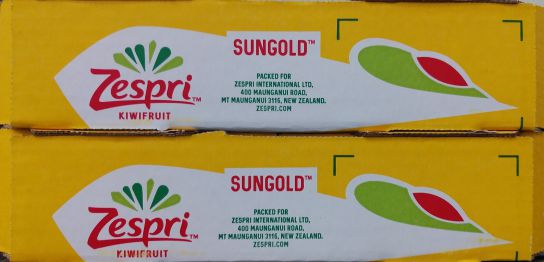 Zespri™
KIWIFRUIT
SUNGOLD™
PACKED FOR
ZESPRI INTERNATIONAL LTD,
400 MAUNGANUI ROAD,
MT MAUNGANUI 3116, NEW ZEALAND.
ZESPRI.COM
Zespri™
KIWIFRUIT
SUNGOLD™
PACKED FOR
ZESPRI INTERNATIONAL LTD,
400 MAUNGANUI ROAD,
MT MAUNGANUI 3116, NEW ZEALAND.
ZESPRI.COM